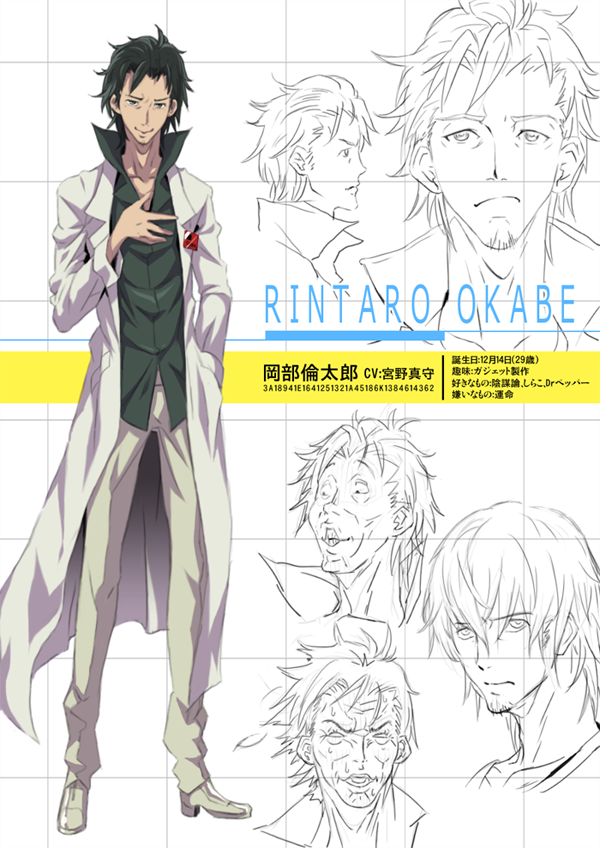 RINTARO OKABE
岡部倫太郎 CV:宮野真守
3A18941E1641251321A45186K1384614362
誕生日:12月14日(29歳)
趣味:ガジェット製作
好きなもの:陰謀論、しらこ、Drペッパー
嫌いなもの:運命